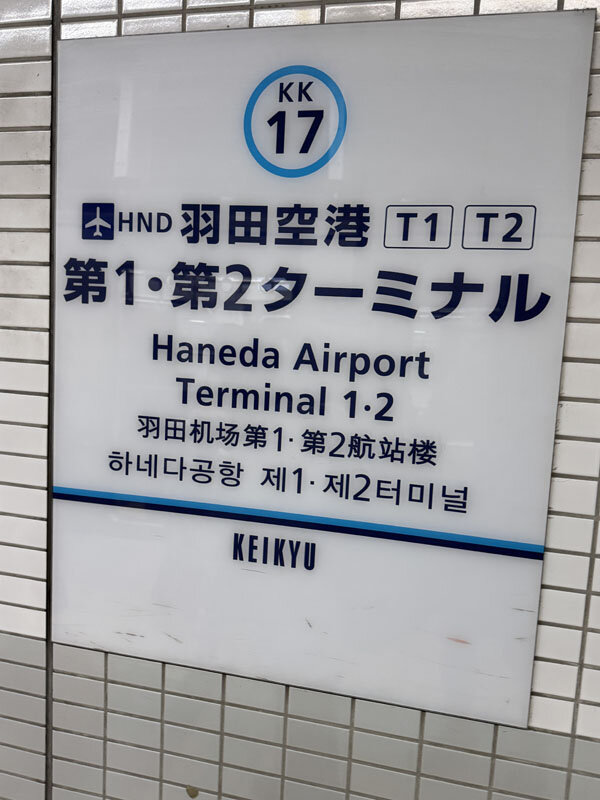 KK
17
HND 羽田空港 T1 T2
第1・第2ターミナル
Haneda Airport
Terminal 1·2
羽田机场第1·第2航站楼
하네다공항 제1·제2터미널
KEIKYU